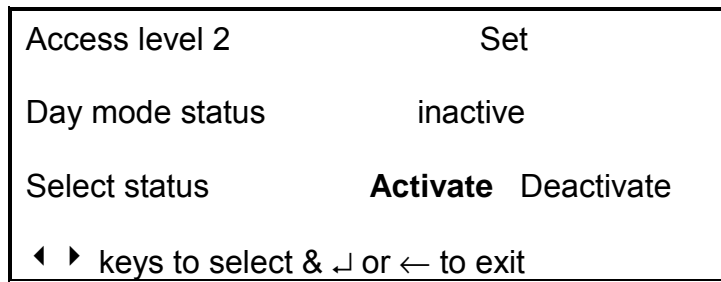 Access level 2 Set
Day mode status inactive
Select status Activate Deactivate
◀ ▶ keys to select & ↵ or ← to exit